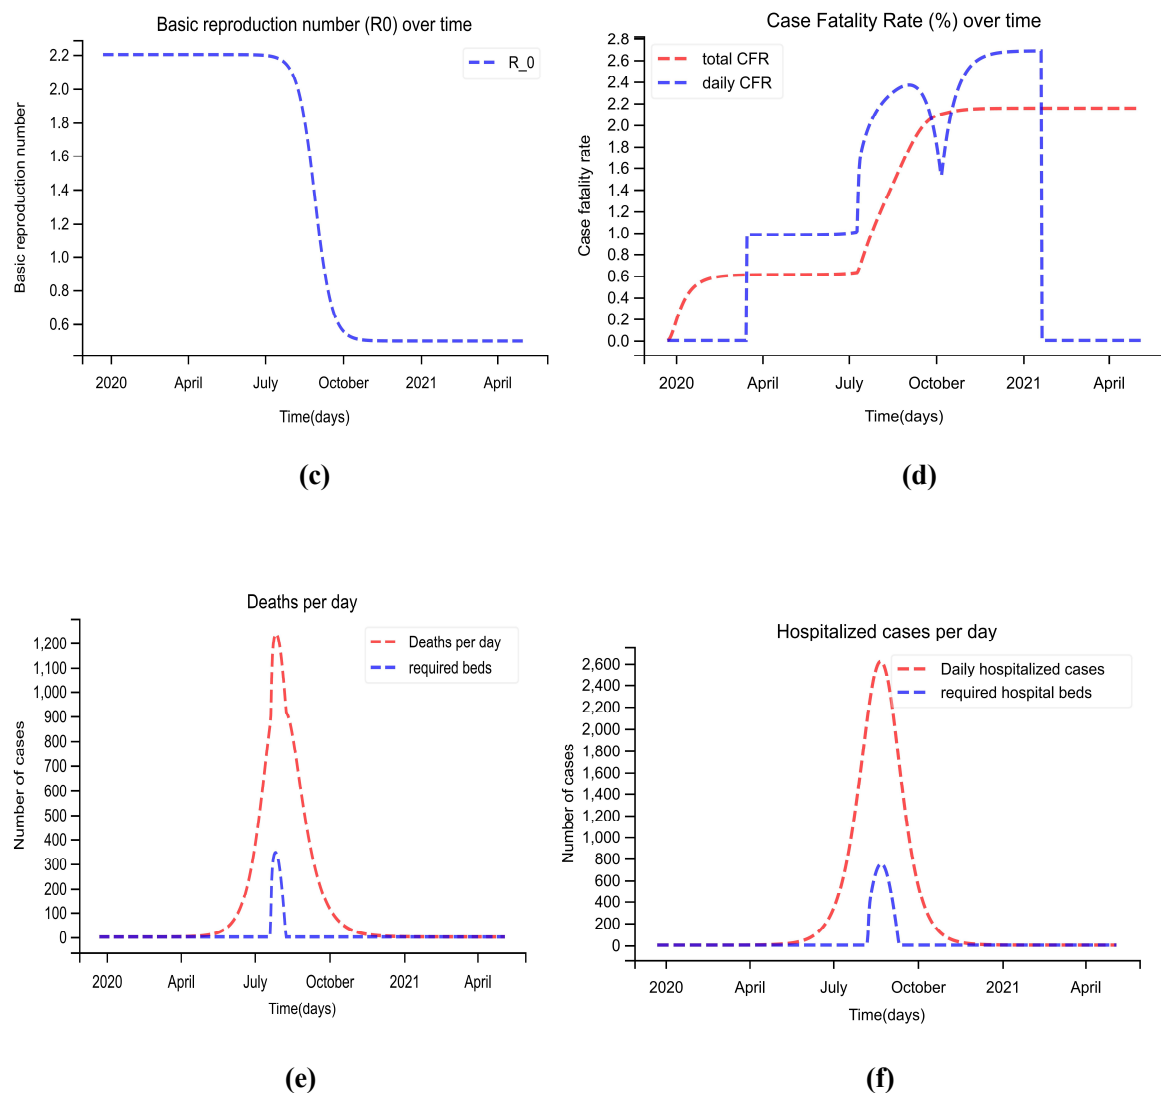 Basic reproduction number (R0) over time
R_0
Basic reproduction number
2.2
2.0
1.8
1.6
1.4
1.2
1.0
0.8
0.6
2020 April July October 2021 April
Time(days)
(c)
Case Fatality Rate (%) over time
total CFR
daily CFR
Case fatality rate
2.8
2.6
2.4
2.2
2.0
1.8
1.6
1.4
1.2
1.0
0.8
0.6
0.4
0.2
0.0
2020 April July October 2021 April
Time(days)
(d)
Deaths per day
Deaths per day
required beds
Number of cases
1,200
1,100
1,000
900
800
700
600
500
400
300
200
100
0
2020 April July October 2021 April
Time(days)
(e)
Hospitalized cases per day
Daily hospitalized cases
required hospital beds
Number of cases
2,600
2,400
2,200
2,000
1,800
1,600
1,400
1,200
1,000
800
600
400
200
0
2020 April July October 2021 April
Time(days)
(f)